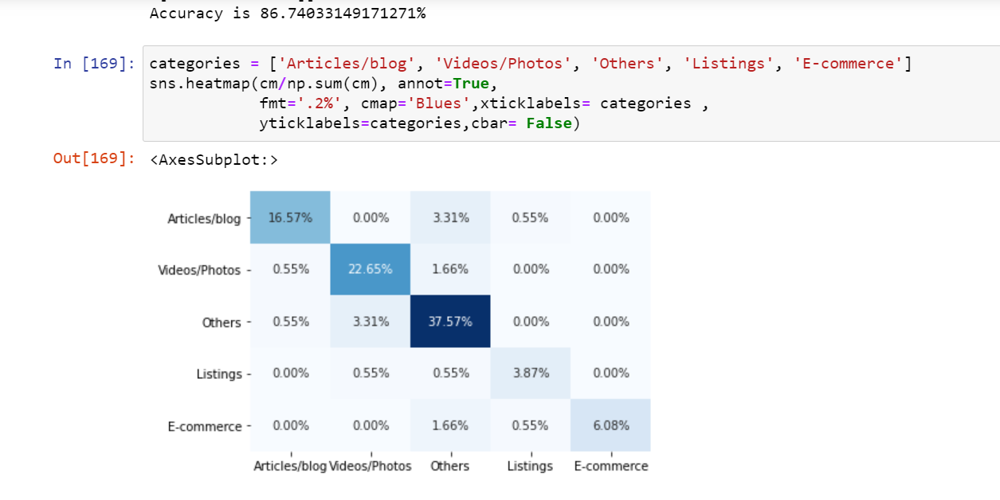 Accuracy is 86.74033149171271%
In [169]: categories = ['Articles/blog', 'Videos/Photos', 'Others', 'Listings', 'E-commerce']
sns.heatmap(cm/np.sum(cm), annot=True,
fmt='.2%', cmap='Blues',xticklabels= categories ,
yticklabels=categories,cbar= False)
Out[169]: <AxesSubplot:>
Articles/blog 16.57% 0.00% 3.31% 0.55% 0.00%
Videos/Photos 0.55% 22.65% 1.66% 0.00% 0.00%
Others 0.55% 3.31% 37.57% 0.00% 0.00%
Listings 0.00% 0.55% 0.55% 3.87% 0.00%
E-commerce 0.00% 0.00% 1.66% 0.55% 6.08%
Articles/blog Videos/Photos Others Listings E-commerce